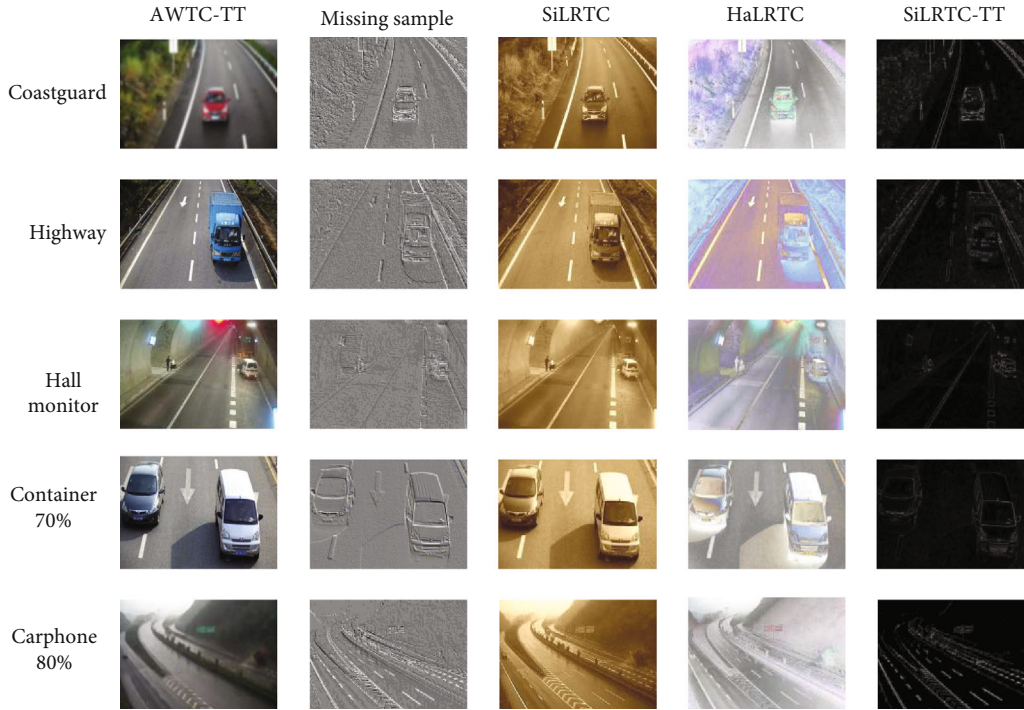 AWTC-TT Missing sample SiLRTC HaLRTC SiLRTC-TT
Coastguard
Highway
Hall
monitor
Container
70%
Carphone
80%